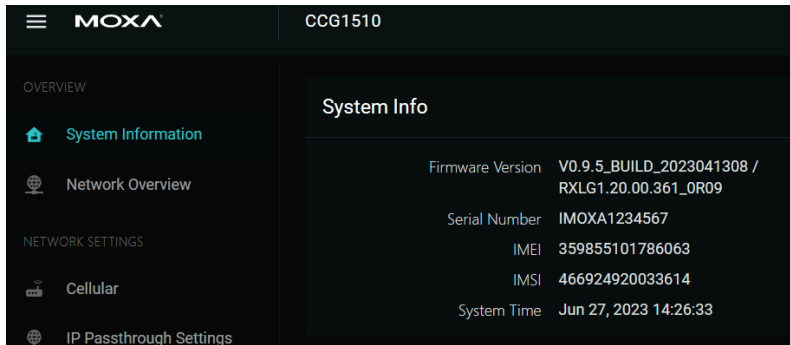 MOXA
CCG1510
OVERVIEW
System Information
Network Overview
NETWORK SETTINGS
Cellular
IP Passthrough Settings
System Info
Firmware Version V0.9.5_BUILD_2023041308 /
RXLG1.20.00.361_0R09
Serial Number IMOXA1234567
IMEI 359855101786063
IMSI 466924920033614
System Time Jun 27, 2023 14:26:33